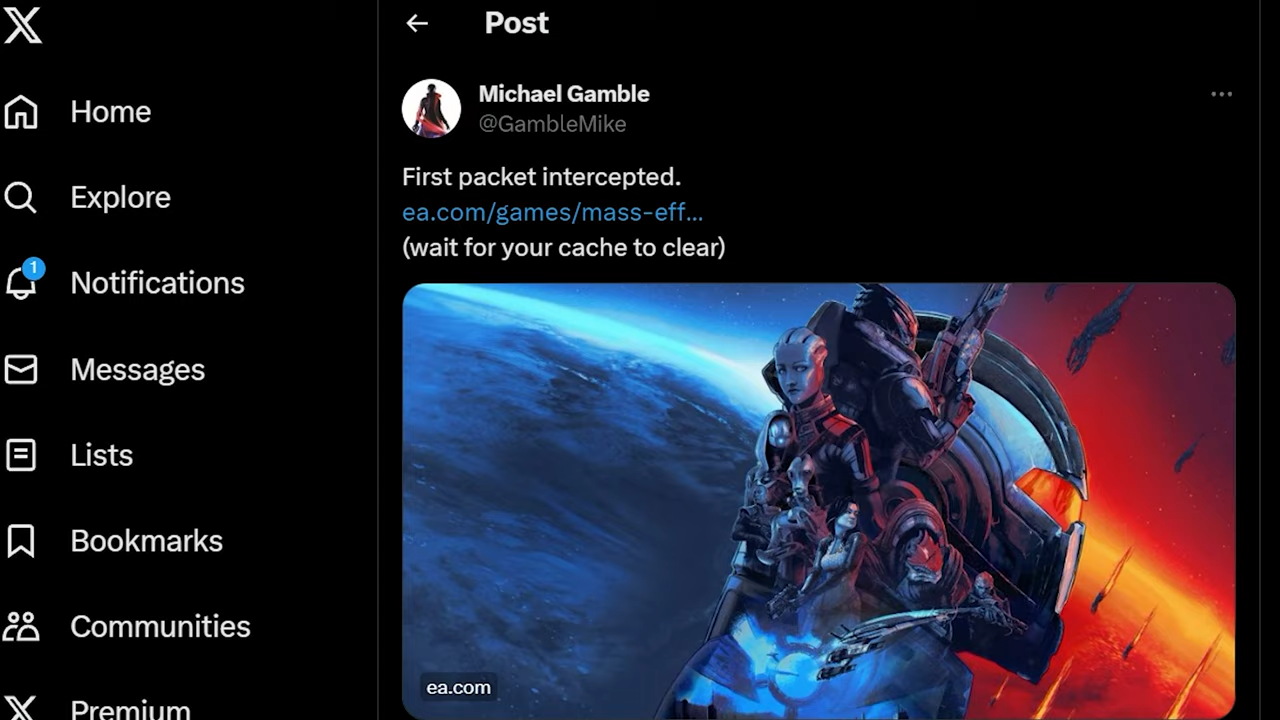 Post
Home
Explore
1
Notifications
Messages
Lists
Bookmarks
Communities
Premium
Michael Gamble
@GambleMike
First packet intercepted.
ea.com/games/mass-eff...
(wait for your cache to clear)
ea.com